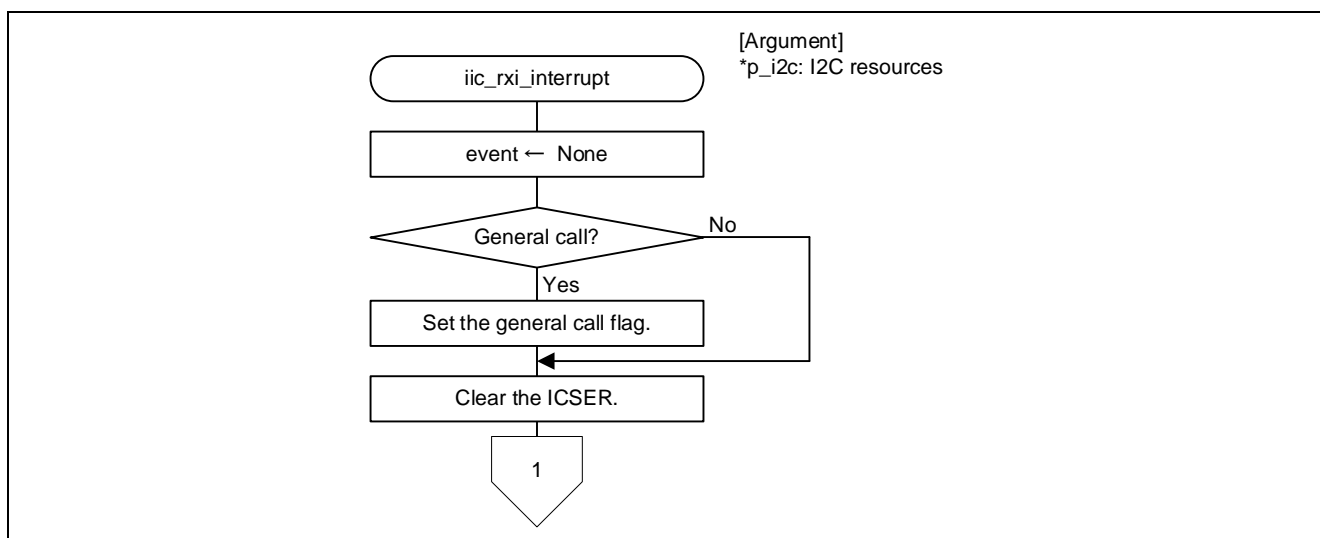 [Argument]
*p_i2c: I2C resources
iic_rxi_interrupt
event ← None
General call?
No
Yes
Set the general call flag.
Clear the ICSER.
1